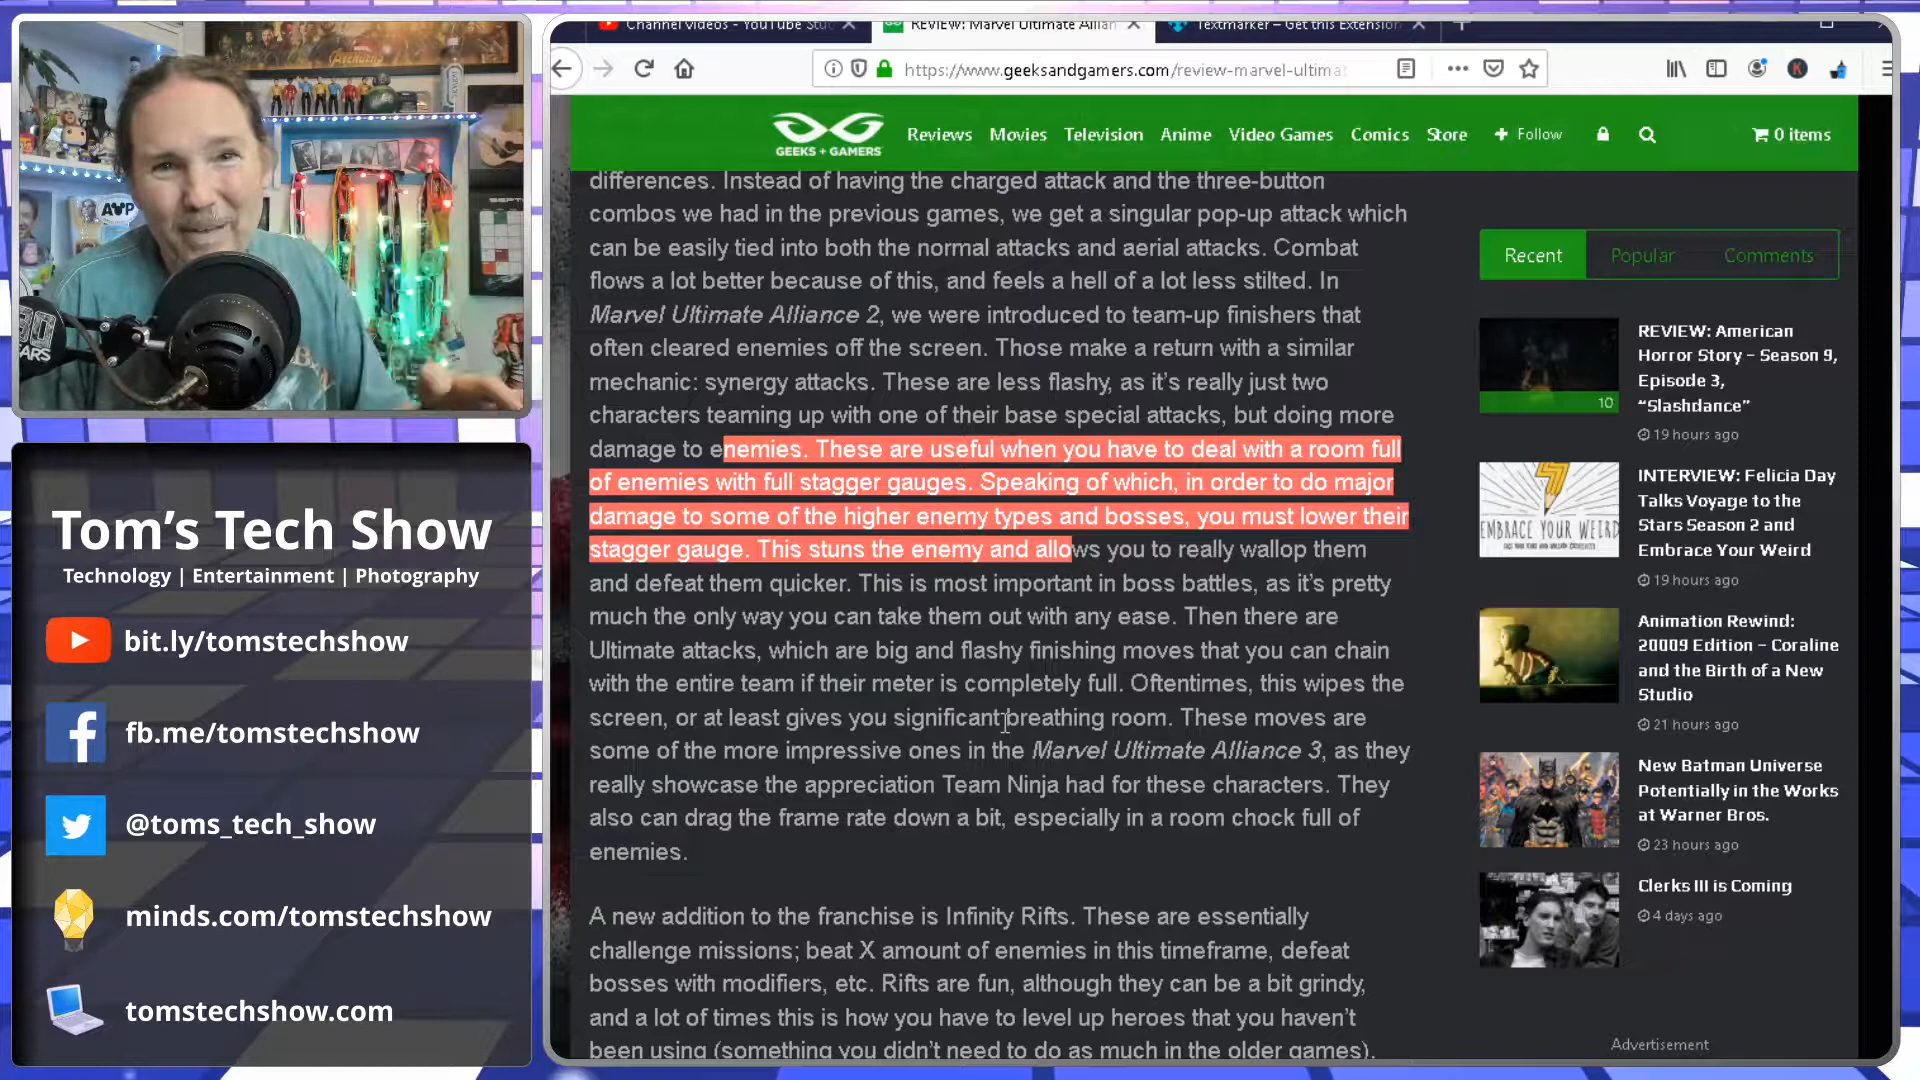 Channel videos - YouTube Stu
REVIEW: Marvel Ultimate Allian
Textmarker – Get this Extension
https://www.geeksandgamers.com/review-marvel-ultima
GEEKS + GAMERS
Reviews Movies Television Anime Video Games Comics Store + Follow 0 items
differences. Instead of having the charged attack and the three-button
combos we had in the previous games, we get a singular pop-up attack which
can be easily tied into both the normal attacks and aerial attacks. Combat
flows a lot better because of this, and feels a hell of a lot less stilted. In
Marvel Ultimate Alliance 2, we were introduced to team-up finishers that
often cleared enemies off the screen. Those make a return with a similar
mechanic: synergy attacks. These are less flashy, as it's really just two
characters teaming up with one of their base special attacks, but doing more
damage to enemies. These are useful when you have to deal with a room full
of enemies with full stagger gauges. Speaking of which, in order to do major
damage to some of the higher enemy types and bosses, you must lower their
stagger gauge. This stuns the enemy and allows you to really wallop them
and defeat them quicker. This is most important in boss battles, as it's pretty
much the only way you can take them out with any ease. Then there are
Ultimate attacks, which are big and flashy finishing moves that you can chain
with the entire team if their meter is completely full. Oftentimes, this wipes the
screen, or at least gives you significant breathing room. These moves are
some of the more impressive ones in the Marvel Ultimate Alliance 3, as they
really showcase the appreciation Team Ninja had for these characters. They
also can drag the frame rate down a bit, especially in a room chock full of
enemies.
A new addition to the franchise is Infinity Rifts. These are essentially
challenge missions; beat X amount of enemies in this timeframe, defeat
bosses with modifiers, etc. Rifts are fun, although they can be a bit grindy,
and a lot of times this is how you have to level up heroes that you haven't
been using (something you didn't need to do as much in the older games).
Recent Popular Comments
10
REVIEW: American
Horror Story – Season 9,
Episode 3,
“Slashdance”
19 hours ago
EMBRACE YOUR WEIRD
INTERVIEW: Felicia Day
Talks Voyage to the
Stars Season 2 and
Embrace Your Weird
19 hours ago
Animation Rewind:
20009 Edition – Coraline
and the Birth of a New
Studio
21 hours ago
New Batman Universe
Potentially in the Works
at Warner Bros.
23 hours ago
Clerks III is Coming
4 days ago
Advertisement
AVP
Tom's Tech Show
Technology | Entertainment | Photography
bit.ly/tomstechshow
fb.me/tomstechshow
@toms_tech_show
minds.com/tomstechshow
tomstechshow.com